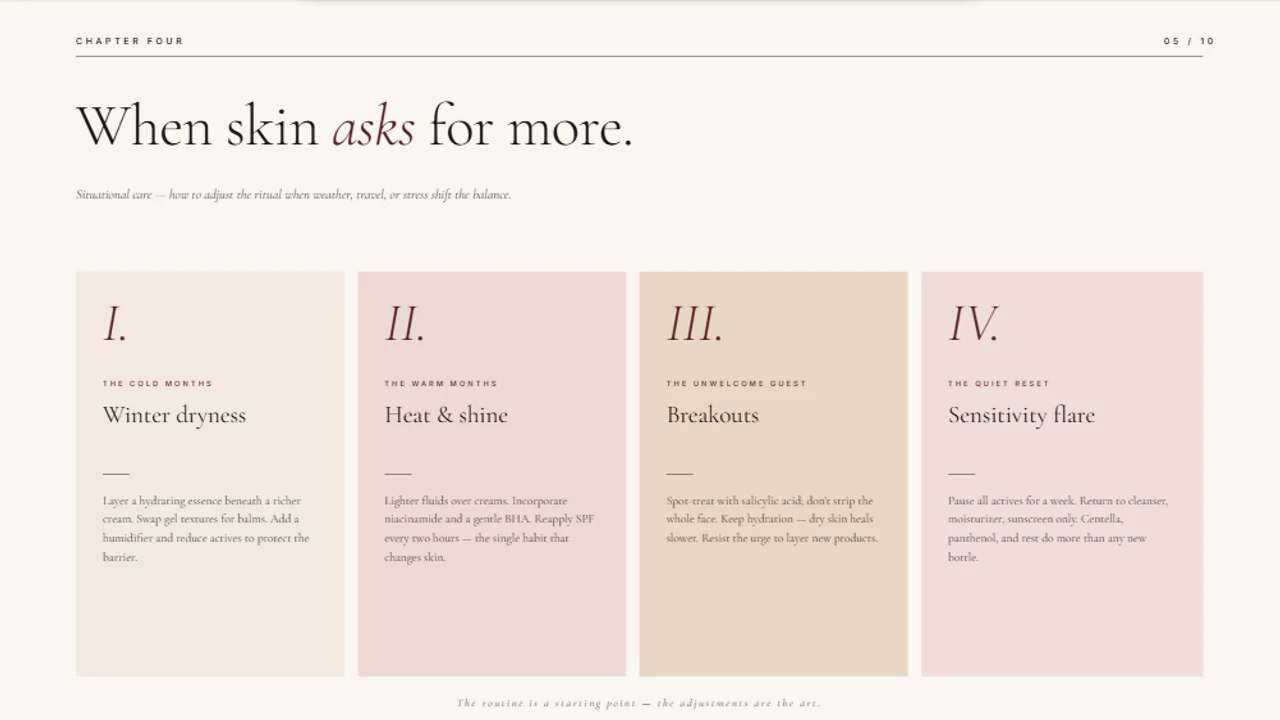 CHAPTER FOUR
05 / 10
When skin asks for more.
Situational care — how to adjust the ritual when weather, travel, or stress shift the balance.
I.
THE COLD MONTHS
Winter dryness
Layer a hydrating essence beneath a richer
cream. Swap gel textures for balms. Add a
humidifier and reduce actives to protect the
barrier.
II.
THE WARM MONTHS
Heat & shine
Lighter fluids over creams. Incorporate
niacinamide and a gentle BHA. Reapply SPF
every two hours — the single habit that
changes skin.
III.
THE UNWELCOME GUEST
Breakouts
Spot-treat with salicylic acid; don't strip the
whole face. Keep hydration — dry skin heals
slower. Resist the urge to layer new products.
IV.
THE QUIET RESET
Sensitivity flare
Pause all actives for a week. Return to cleanser,
moisturizer, sunscreen only. Centella,
panthenol, and rest do more than any new
bottle.
The routine is a starting point — the adjustments are the art.